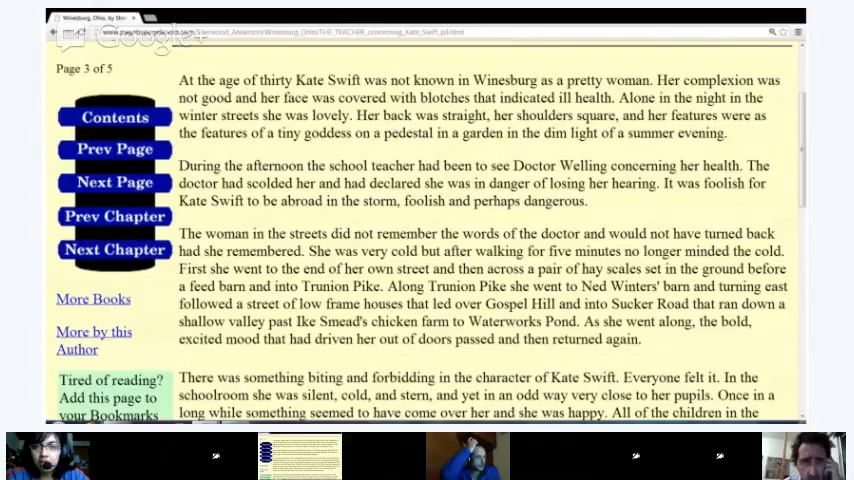 Winesburg, Ohio, by Sher
Google+
Sherwood_Anderson/Winesburg_Ohio/THE_TEACHER_concerning_Kate_Swift_p3.html
Page 3 of 5
Contents
Prev Page
Next Page
Prev Chapter
Next Chapter
More Books
More by this
Author
Tired of reading?
Add this page to
your Bookmarks
At the age of thirty Kate Swift was not known in Winesburg as a pretty woman. Her complexion was
not good and her face was covered with blotches that indicated ill health. Alone in the night in the
winter streets she was lovely. Her back was straight, her shoulders square, and her features were as
the features of a tiny goddess on a pedestal in a garden in the dim light of a summer evening.
During the afternoon the school teacher had been to see Doctor Welling concerning her health. The
doctor had scolded her and had declared she was in danger of losing her hearing. It was foolish for
Kate Swift to be abroad in the storm, foolish and perhaps dangerous.
The woman in the streets did not remember the words of the doctor and would not have turned back
had she remembered. She was very cold but after walking for five minutes no longer minded the cold.
First she went to the end of her own street and then across a pair of hay scales set in the ground before
a feed barn and into Trunion Pike. Along Trunion Pike she went to Ned Winters' barn and turning east
followed a street of low frame houses that led over Gospel Hill and into Sucker Road that ran down a
shallow valley past Ike Smead's chicken farm to Waterworks Pond. As she went along, the bold,
excited mood that had driven her out of doors passed and then returned again.
There was something biting and forbidding in the character of Kate Swift. Everyone felt it. In the
schoolroom she was silent, cold, and stern, and yet in an odd way very close to her pupils. Once in a
long while something seemed to have come over her and she was happy. All of the children in the